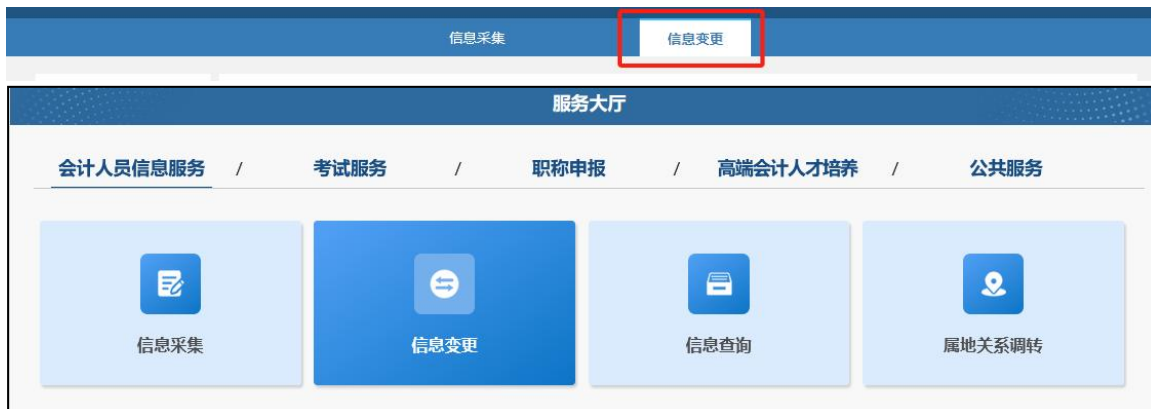 信息采集 信息变更
服务大厅
会计人员信息服务 / 考试服务 / 职称申报 / 高端会计人才培养 / 公共服务
信息采集 信息变更 信息查询 属地关系调转